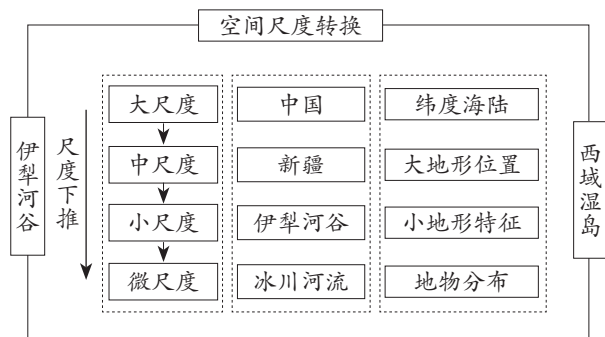 空间尺度转换
伊犁河谷
尺度下推
大尺度
中国
纬度海陆
中尺度
新疆
大地形位置
小尺度
伊犁河谷
小地形特征
微尺度
冰川河流
地物分布
西域湿岛